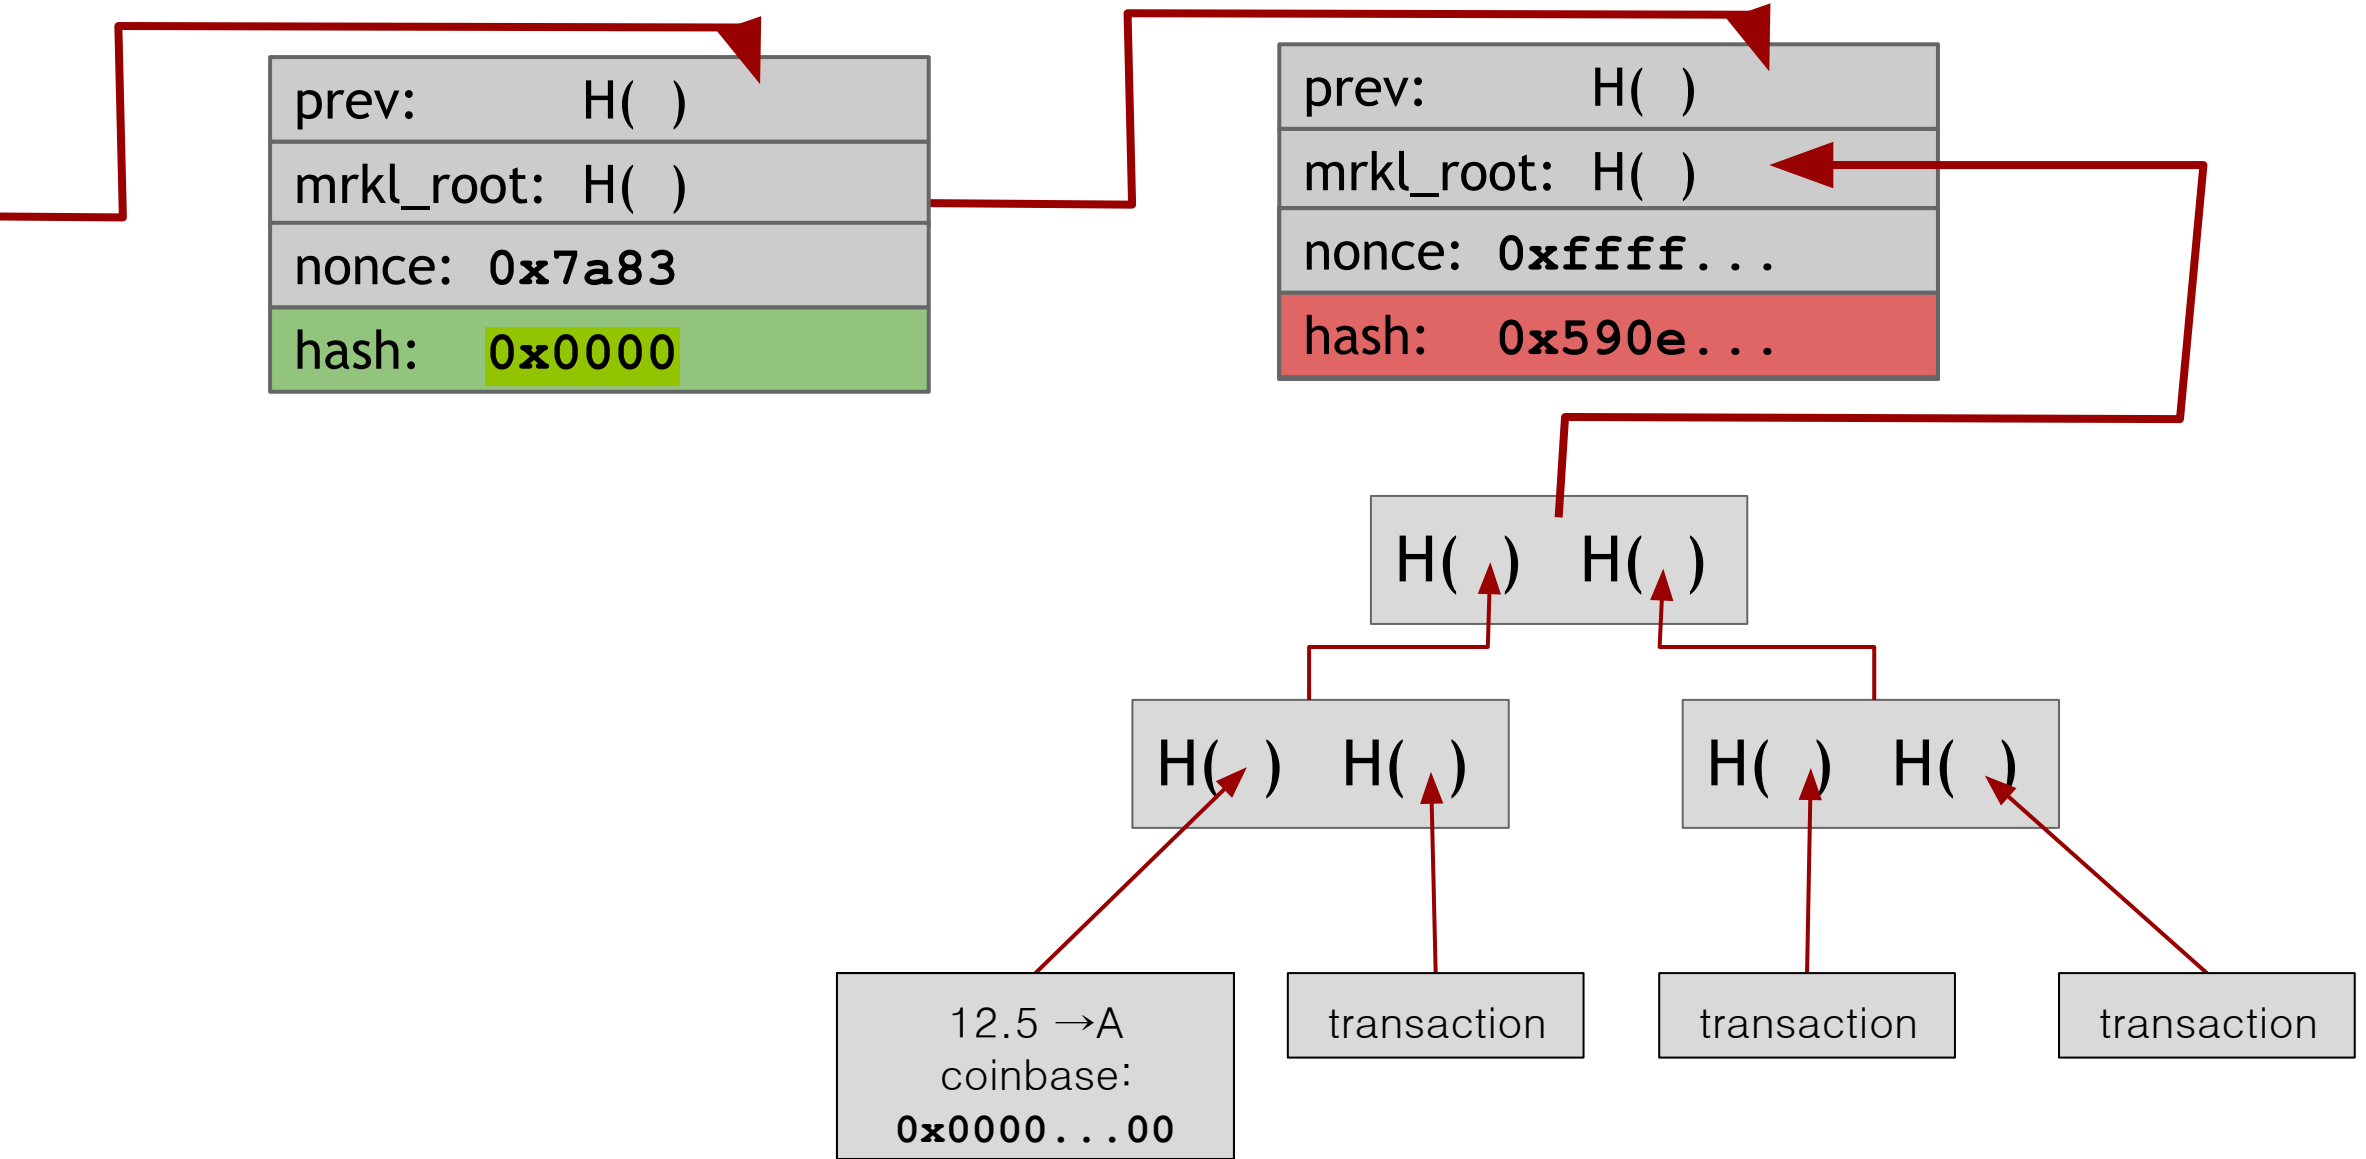 prev: H( )
mrkl_root: H( )
nonce: 0x7a83
hash: 0x0000
prev: H( )
mrkl_root: H( )
nonce: 0xffff...
hash: 0x590e...
H( ) H( )
H( ) H( )
H( ) H( )
12.5 →A
coinbase:
0x0000...00
transaction
transaction
transaction